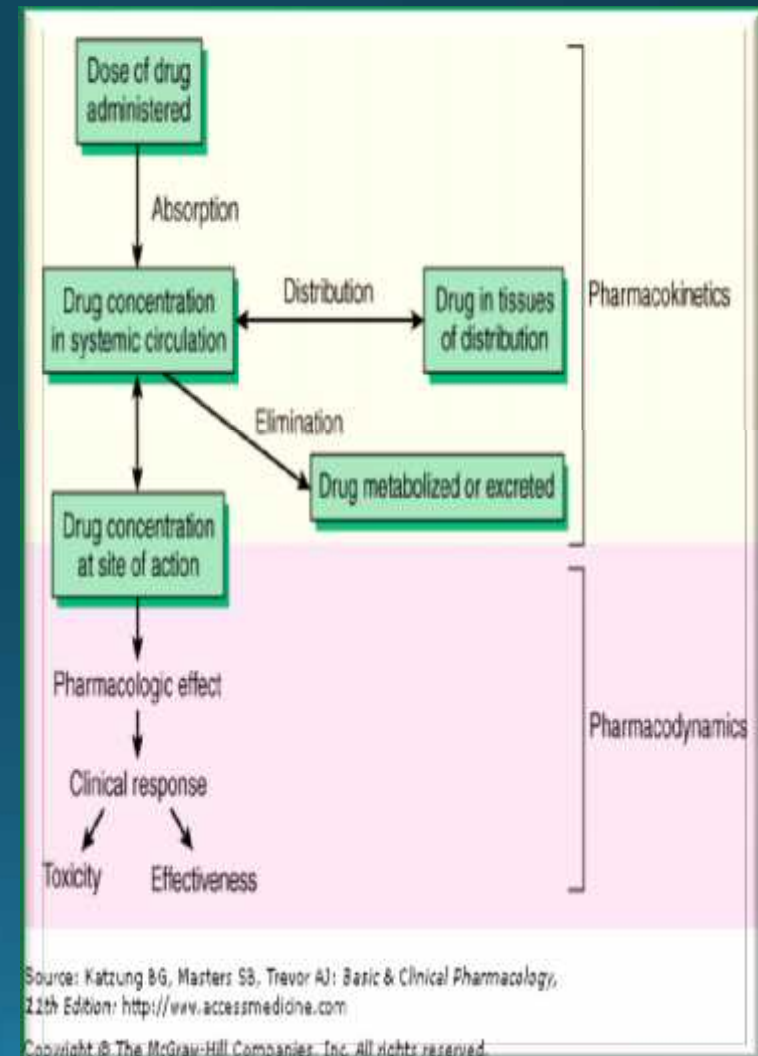 Dose of drug
administered
Absorption
Drug concentration
in systemic circulation
Distribution
Drug in tissues
of distribution
Pharmacokinetics
Elimination
Drug metabolized or excreted
Drug concentration
at site of action
Pharmacologic effect
Pharmacodynamics
Clinical response
Toxicity
Effectiveness
Source: Katzung BG, Masters SB, Trevor AJ: Basic & Clinical Pharmacology,
11th Edition: http://www.accessmedicine.com
Copyright © The McGraw-Hill Companies, Inc. All rights reserved.